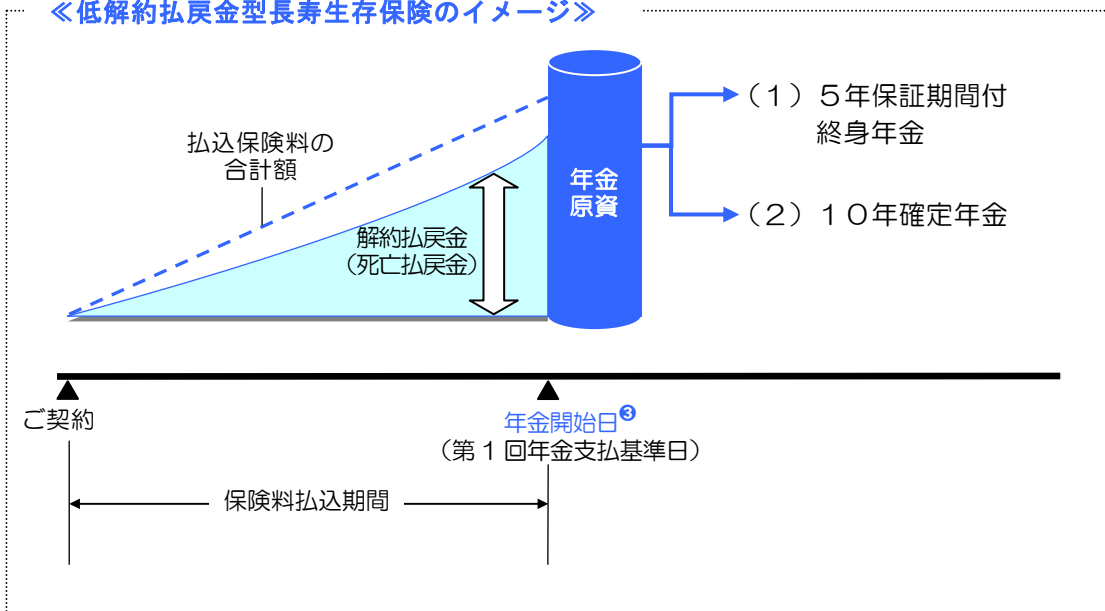 ≪低解約払戻金型長寿生存保険のイメージ≫
払込保険料の
合計額
解約払戻金
（死亡払戻金）
年金
原資
（１）５年保証期間付
終身年金
（２）１０年確定年金
ご契約
年金開始日❸
（第１回年金支払基準日）
保険料払込期間